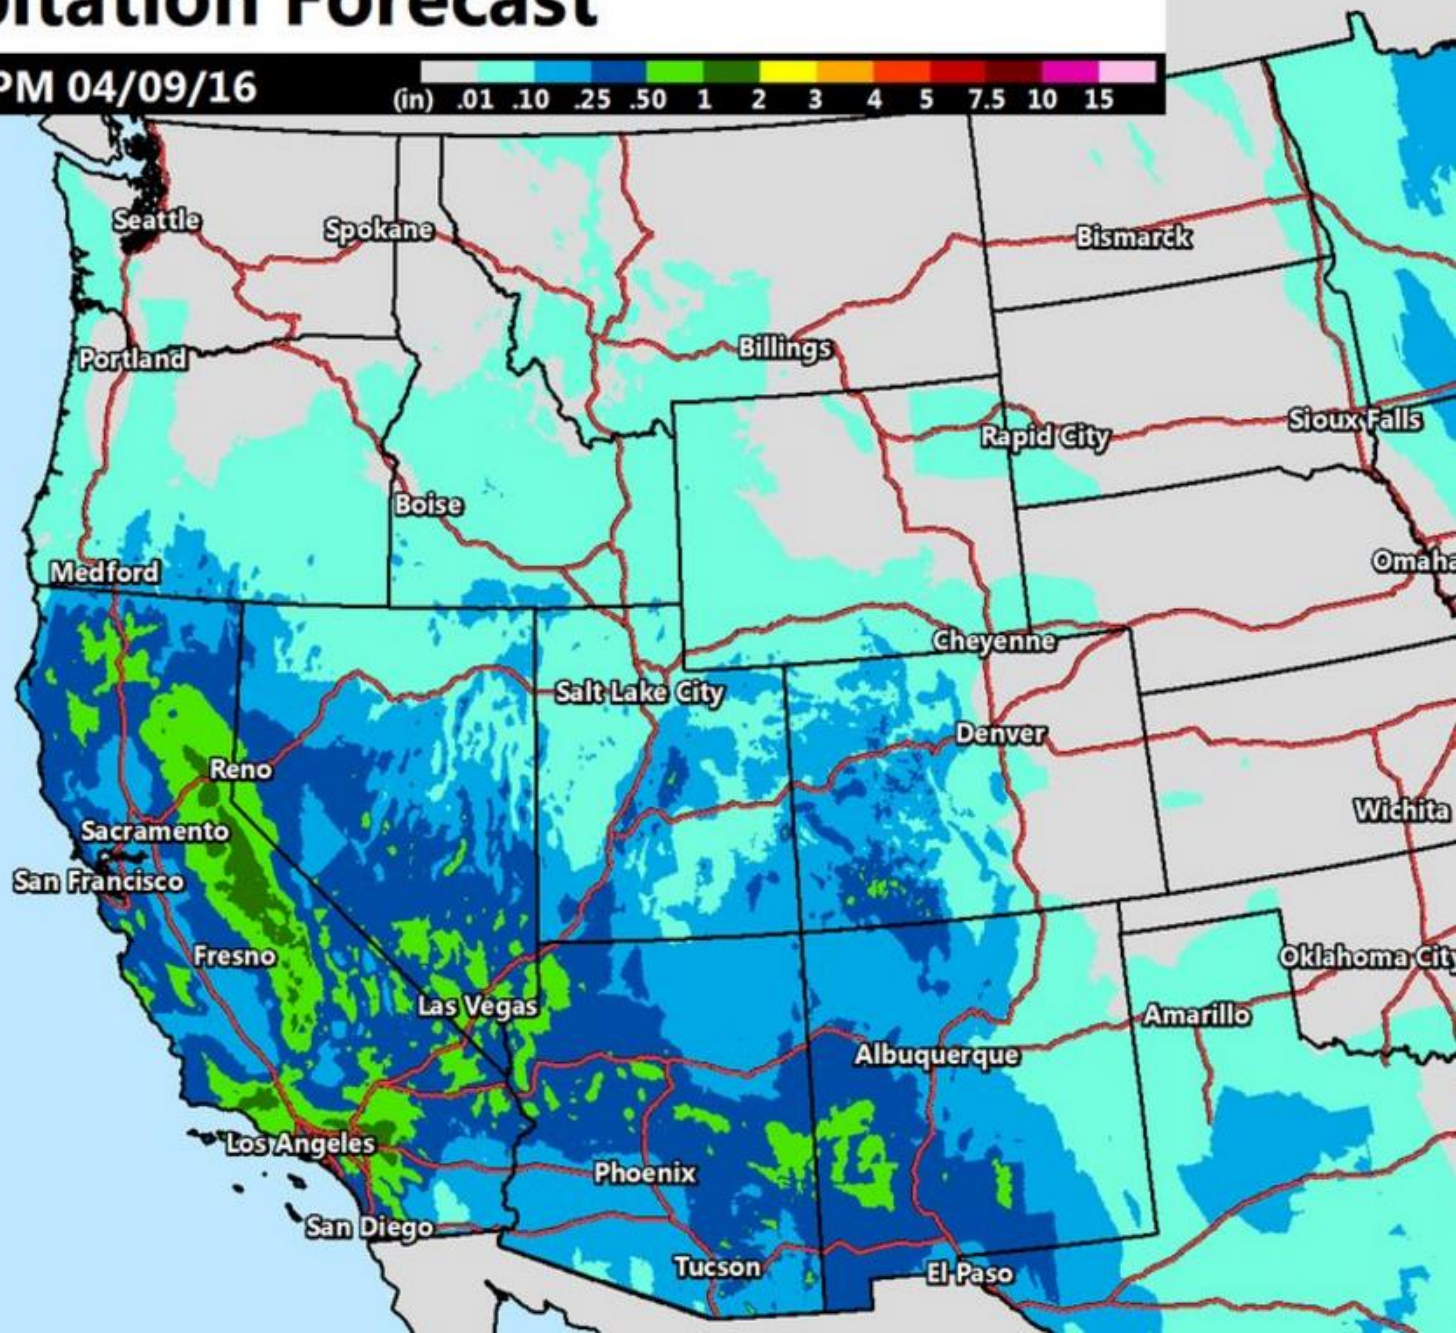 itation Forecast
PM 04/09/16 (in) .01 .10 .25 .50 1 2 3 4 5 7.5 10 15
Seattle
Spokane
Bismarck
Portland
Billings
Sioux Falls
Rapid City
Boise
Omaha
Medford
Cheyenne
Salt Lake City
Denver
Reno
Wichita
Sacramento
San Francisco
Fresno
Oklahoma City
Las Vegas
Amarillo
Albuquerque
Los Angeles
Phoenix
San Diego
Tucson
El Paso